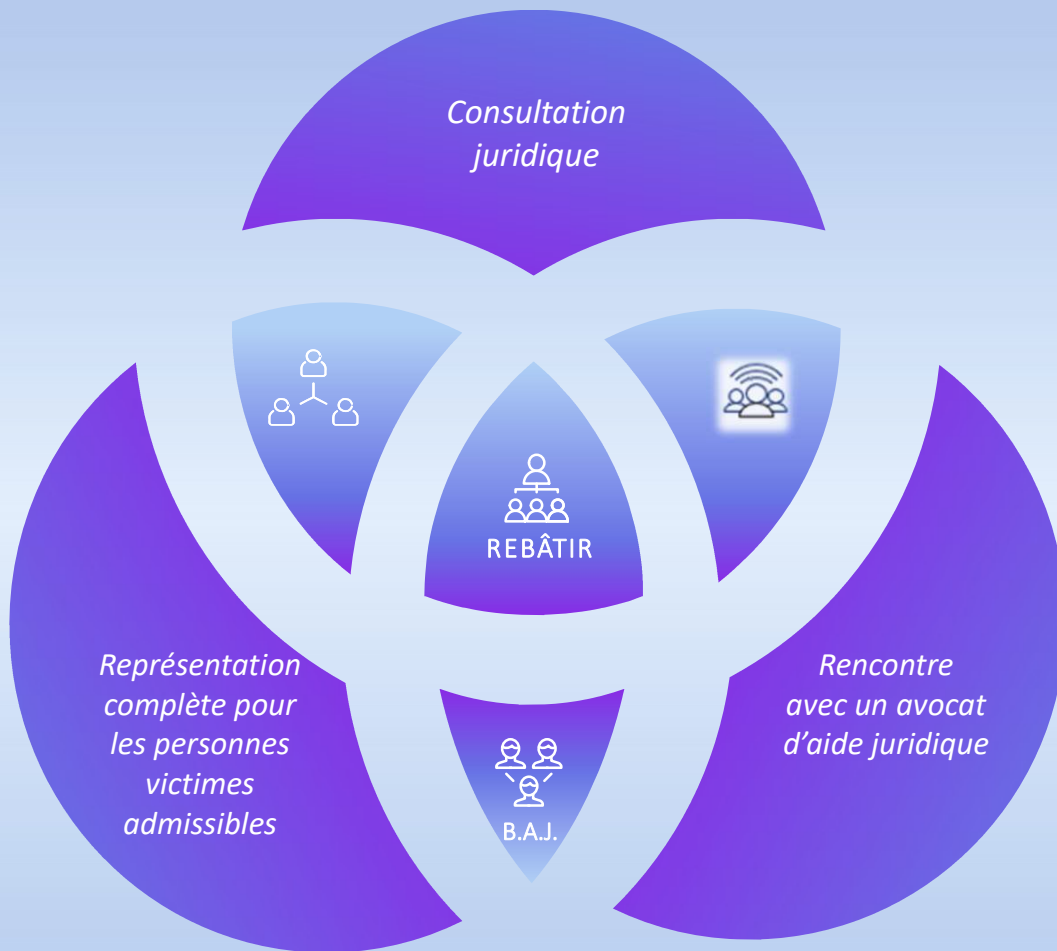 Consultation
juridique
REBÂTIR
Représentation
complète pour
les personnes
victimes
admissibles
Rencontre
avec un avocat
d’aide juridique
B.A.J.